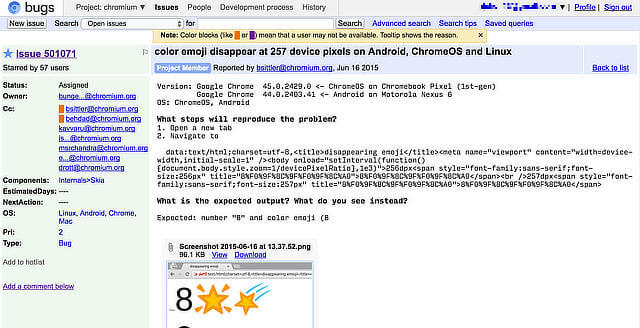 bugs
Project: chromium ▼ Issues People Development process History
▼ | Profile | Sign out
New issue Search Open issues for Search Advanced search Search tips Saved queries
Note: Color blocks (like or ) mean that a user may not be available. Tooltip shows the reason. x
Issue 501071
Starred by 57 users
color emoji disappear at 257 device pixels on Android, ChromeOS and Linux
Project Member Reported by bsittler@chromium.org, Jun 16 2015 Back to list
Status: Assigned
Owner: bunge...@chromium.org
Cc: bsittler@chromium.org
behdad@chromium.org
kavvaru@chromium.org
js...@chromium.org
msrchandra@chromium.org
e...@chromium.org
drott@chromium.org
Components: Internals>Skia
EstimatedDays: ----
NextAction: ----
OS: Linux, Android, Chrome, Mac
Pri: 2
Type: Bug
Add to hotlist
Add a comment below
Version: Google Chrome 45.0.2429.0 <- ChromeOS on Chromebook Pixel (1st-gen)
Google Chrome 44.0.2403.41 <- Android on Motorola Nexus 6
OS: ChromeOS, Android
What steps will reproduce the problem?
1. Open a new tab
2. Navigate to
data:text/html;charset=utf-8,<title>disappearing emoji</title><meta name="viewport" content="width=device-
width,initial-scale=1" /><body onload="setInterval(function()
{document.body.style.zoom=1/devicePixelRatio},1e3)">256dpx<span style="font-family:sans-serif;font-
size:256px" title="8%F0%9F%8C%9F%F0%9F%8C%A0">8%F0%9F%8C%9F%F0%9F%8C%A0</span><br />257dpx<span style="font-
family:sans-serif;font-size:257px" title="8%F0%9F%8C%9F%F0%9F%8C%A0">8%F0%9F%8C%9F%F0%9F%8C%A0</span>
What is the expected output? What do you see instead?
Expected: number "8" and color emoji (B
Screenshot 2015-06-16 at 13.37.52.png
96.1 KB View Download
disappearing emoji
8